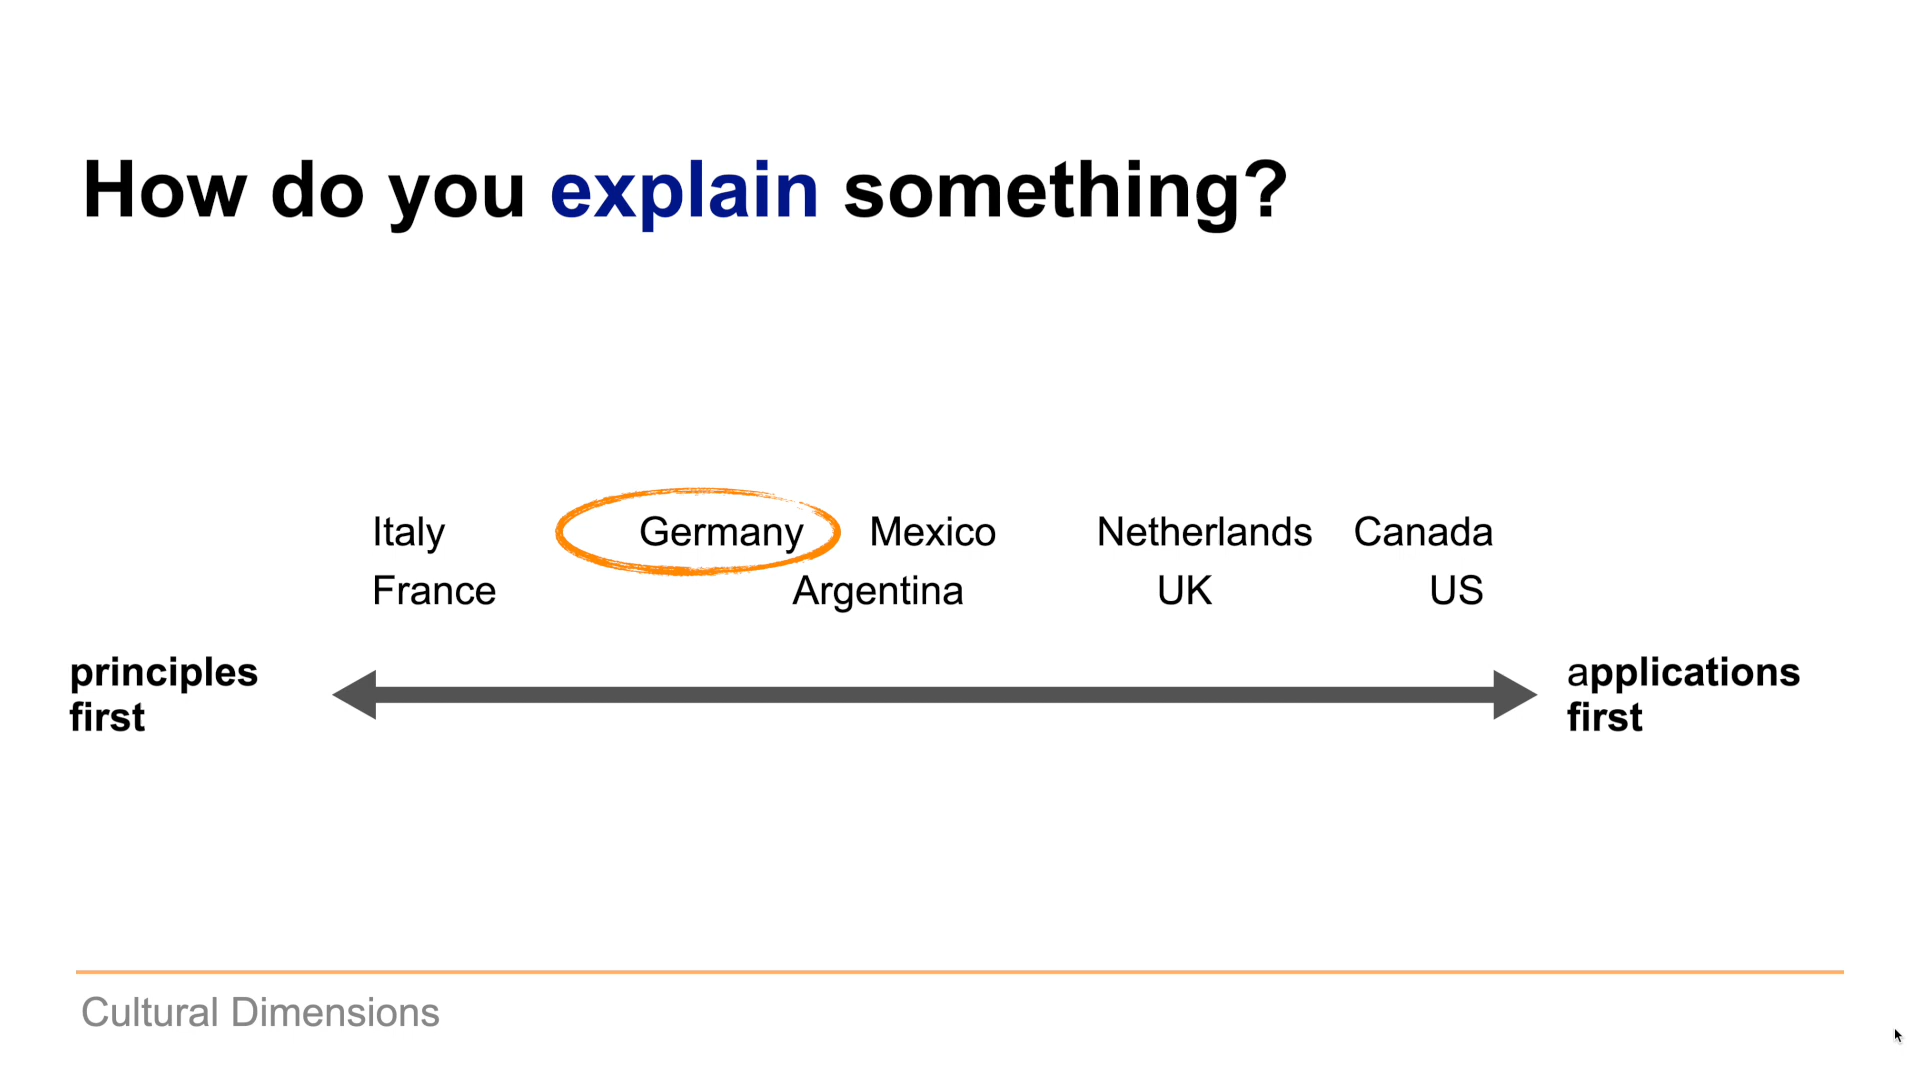 How do you explain something?
Italy Germany Mexico Netherlands Canada
France Argentina UK US
principles
first
applications
first
Cultural Dimensions